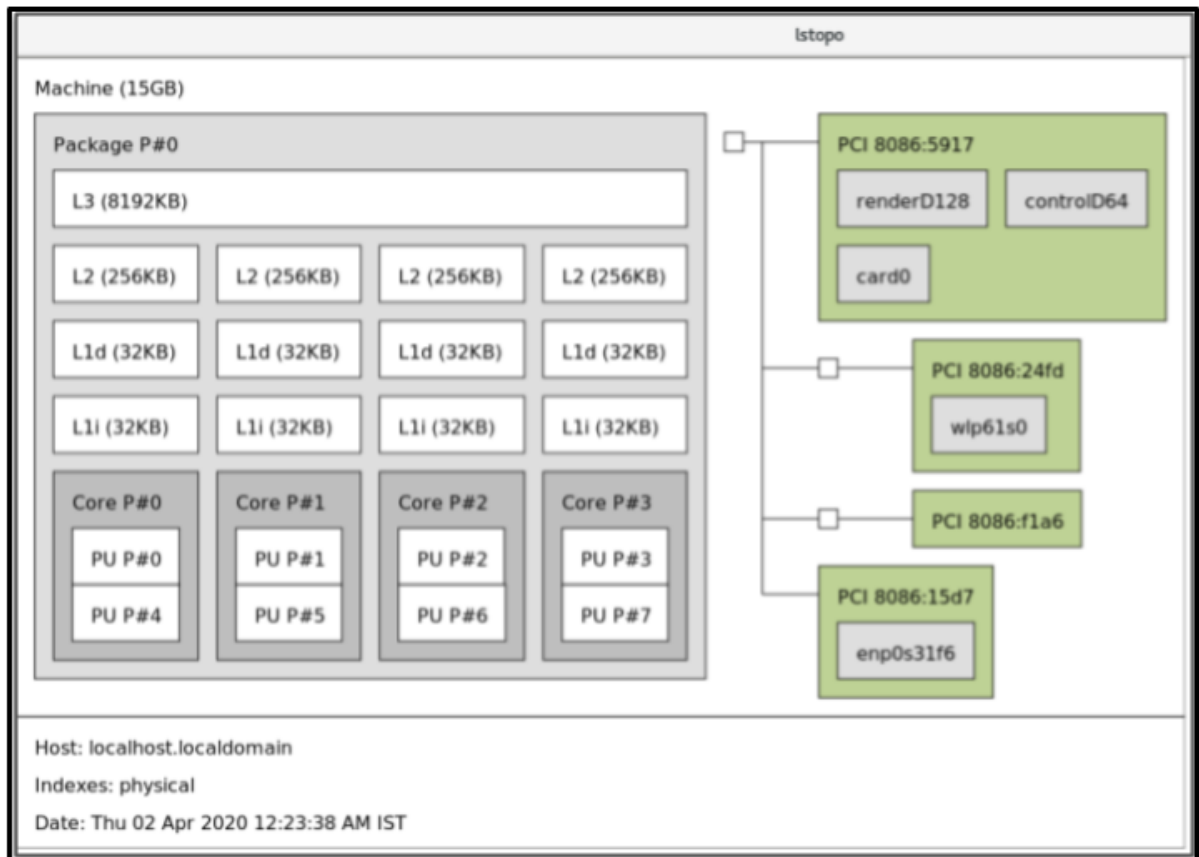 lstopo
Machine (15GB)
Package P#0
L3 (8192KB)
L2 (256KB) L2 (256KB) L2 (256KB) L2 (256KB)
L1d (32KB) L1d (32KB) L1d (32KB) L1d (32KB)
L1i (32KB) L1i (32KB) L1i (32KB) L1i (32KB)
Core P#0 Core P#1 Core P#2 Core P#3
PU P#0 PU P#1 PU P#2 PU P#3
PU P#4 PU P#5 PU P#6 PU P#7
PCI 8086:5917
renderD128 controlD64
card0
PCI 8086:24fd
wlp61s0
PCI 8086:f1a6
PCI 8086:15d7
enp0s31f6
Host: localhost.localdomain
Indexes: physical
Date: Thu 02 Apr 2020 12:23:38 AM IST